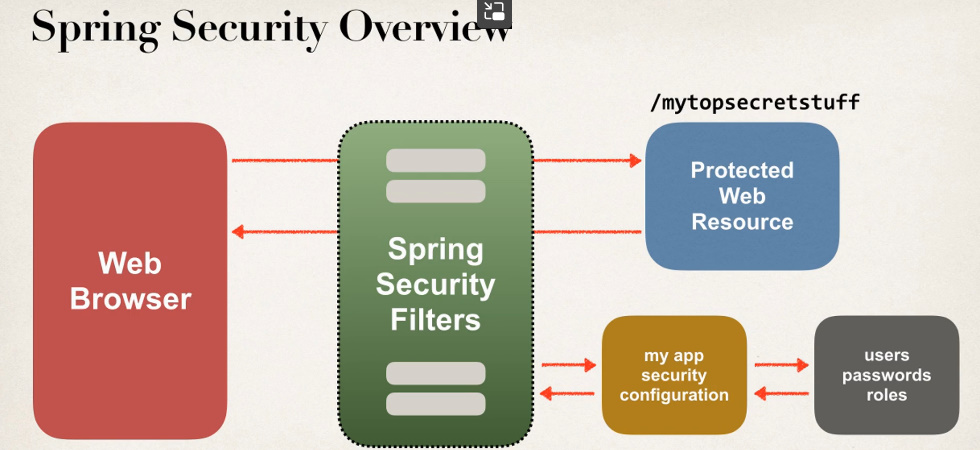 Spring Security Overview
/mytopsecretstuff
Web
Browser
Spring
Security
Filters
Protected
Web
Resource
my app
security
configuration
users
passwords
roles